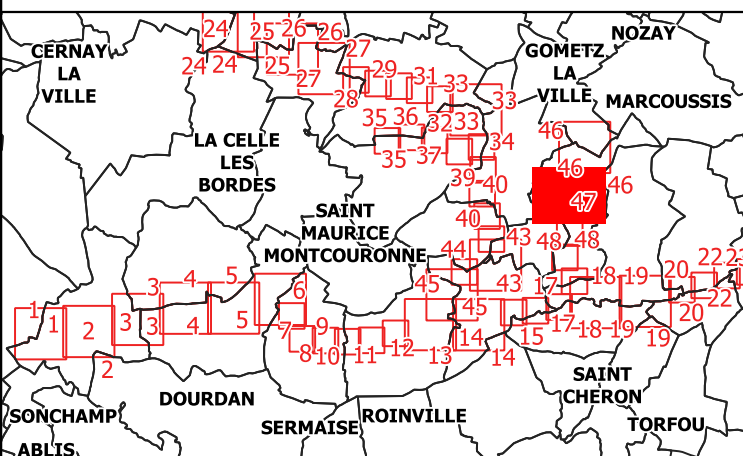 24 25 26 26
NOZAY
CERNAY
LA
VILLE
24 24 25 27 27
GOMETZ
LA
VILLE
29 31 33
28 33
MARCOUSSIS
35 36 32 33
46
LA CELLE
LES
BORDES
35 37 34
46
39 40 46
47
SAINT
MAURICE
MONTCOURONNE
40
43 48 48
44
1 3 4 5 6 45 43 17 18 19 20 22
1 2 3 3 4 5 7 9 45 15 17 18 19 20 22
8 10 11 12 13 14 14 19
2
SAINT
CHERON
DOURDAN
SONCHAMP
SERMAISE
ROINVILLE
TORFOU
ABLIS